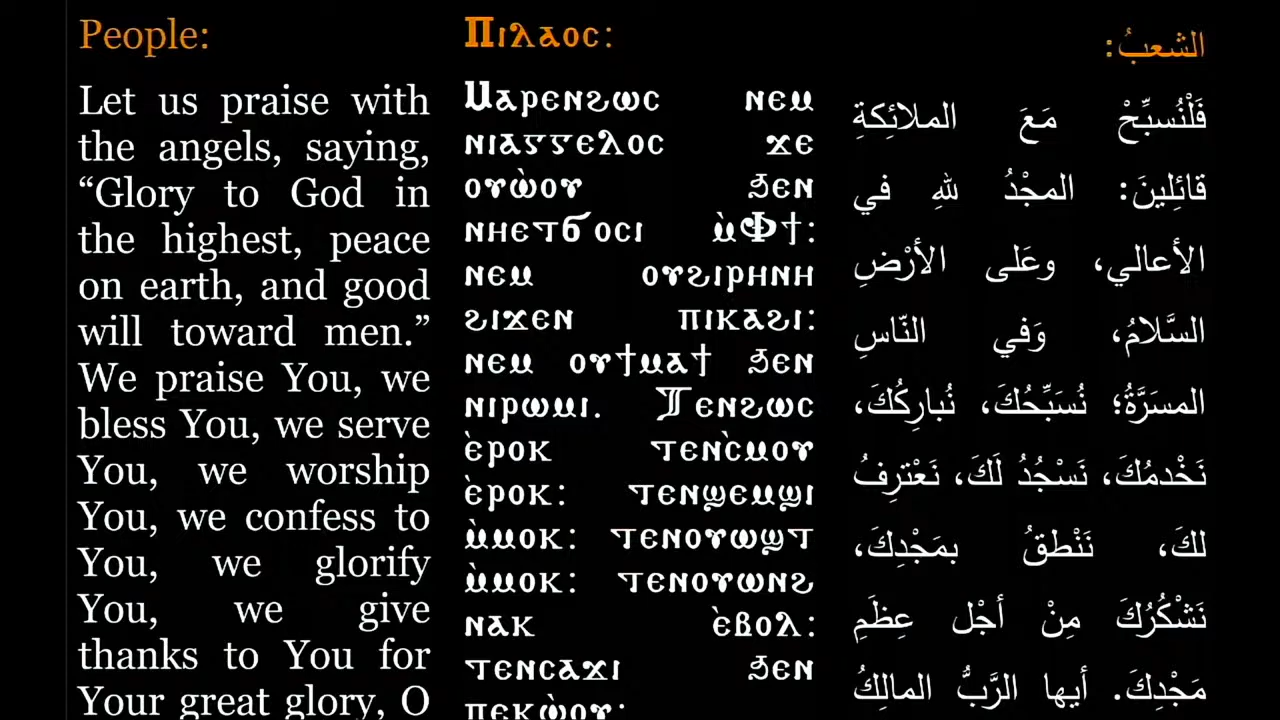 People:
Let us praise with
the angels, saying,
“Glory to God in
the highest, peace
on earth, and good
will toward men.”
We praise You, we
bless You, we serve
You, we worship
You, we confess to
You, we glorify
You, we give
thanks to You for
Your great glory, O
Ⲡⲓⲗⲁⲟⲥ:
Ⲙⲁⲣⲉⲛϩⲱⲥ ⲛⲉⲙ
ⲛⲓⲁⲅⲅⲉⲗⲟⲥ ϫⲉ
ⲟⲩⲱ̀ⲟⲩ ϧⲉⲛ
ⲛⲏⲉⲧϭⲟⲥⲓ ⲙ̀Ⲫϯ:
ⲛⲉⲙ ⲟⲩϩⲓⲣⲏⲛⲏ
ϩⲓϫⲉⲛ ⲡⲓⲕⲁϩⲓ:
ⲛⲉⲙ ⲟⲩϯⲙⲁϯ ϧⲉⲛ
ⲛⲓⲣⲱⲙⲓ. Ⲧⲉⲛϩⲱⲥ
ⲉ̀ⲣⲟⲕ ⲧⲉⲛⲥ̀ⲙⲟⲩ
ⲉ̀ⲣⲟⲕ: ⲧⲉⲛϣⲉⲙϣⲓ
ⲙ̀ⲙⲟⲕ: ⲧⲉⲛⲟⲩⲱϣⲧ
ⲙ̀ⲙⲟⲕ: ⲧⲉⲛⲟⲩⲱⲛϩ
ⲛⲁⲕ ⲉ̀ⲃⲟⲗ:
ⲧⲉⲛⲥⲁϫⲓ ϧⲉⲛ
ⲡⲉⲕⲱ̀ⲟⲩ:
الشعبُ:
فَلْنُسبِّحْ مَعَ الملائِكةِ
قائِلينَ: المجْدُ للهِ في
الأعالي، وعَلى الأرْضِ
السَّلامُ، وَفي النّاسِ
المسَرَّةُ؛ نُسَبِّحُكَ، نُبارِكُكَ،
نَخْدمُكَ، نَسْجُدُ لَكَ، نَعْترِفُ
لكَ، نَنْطقُ بمَجْدِكَ،
نَشْكُرُكَ مِنْ أجْل عِظَمِ
مَجْدِكَ. أيها الرَّبُّ المالِكُ